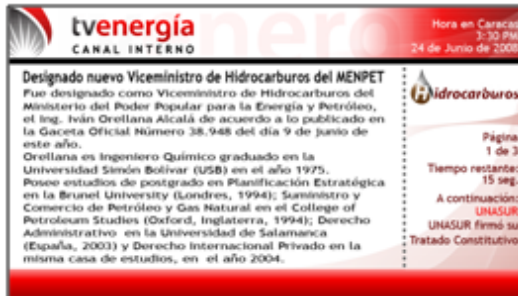 tvenergía
CANAL INTERNO
Hora en Caracas
3:30 PM
24 de Junio de 2008
Designado nuevo Viceministro de Hidrocarburos del MENPET
Fue designado como Viceministro de Hidrocarburos del
Ministerio del Poder Popular para la Energía y Petróleo,
el Ing. Iván Orellana Alcalá de acuerdo a lo publicado en
la Gaceta Oficial Número 38.948 del día 9 de junio de
este año.
Orellana es Ingeniero Químico graduado en la
Universidad Simón Bolívar (USB) en el año 1975.
Posee estudios de postgrado en Planificación Estratégica
en la Brunel University (Londres, 1994); Suministro y
Comercio de Petróleo y Gas Natural en el College of
Petroleum Studies (Oxford, Inglaterra, 1994); Derecho
Administrativo en la Universidad de Salamanca
(España, 2003) y Derecho Internacional Privado en la
misma casa de estudios, en el año 2004.
Hidrocarburos
Página
1 de 3
Tiempo restante:
15 seg.
A continuación:
UNASUR
UNASUR firmó su
Tratado Constitutivo